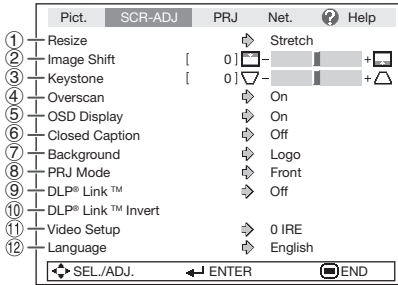 Pict. SCR-ADJ PRJ Net. ? Help
① Resize Stretch
② Image Shift [ 0 ] − +
③ Keystone [ 0 ] − +
④ Overscan On
⑤ OSD Display On
⑥ Closed Caption Off
⑦ Background Logo
⑧ PRJ Mode Front
⑨ DLP® Link ™ Off
⑩ DLP® Link ™ Invert
⑪ Video Setup 0 IRE
⑫ Language English
SEL./ADJ. ENTER END